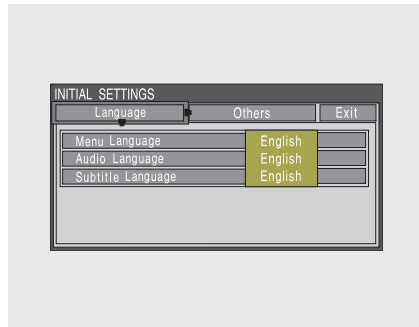 INITIAL SETTINGS
Language Others Exit
Menu Language English
Audio Language English
Subtitle Language English